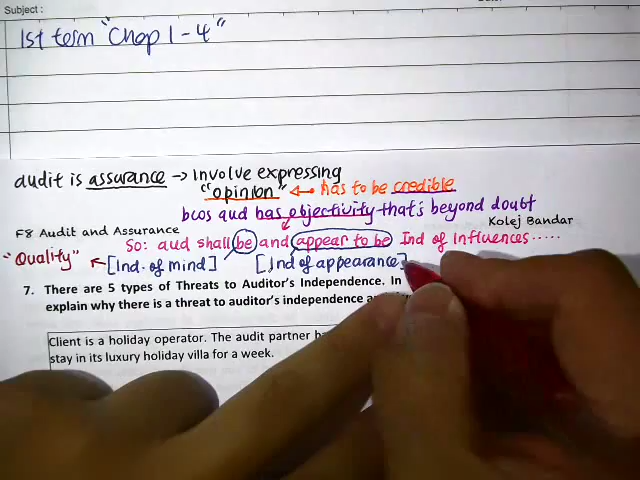 Subject :
1st term "Chap 1-4"
audit is assurance → Involve expressing
"opinion" ← has to be credible
bcos aud has objectivity that's beyond doubt
F8 Audit and Assurance
Kolej Bandar
So: aud shall be and appear to be Ind of Influences.....
"Quality" ← [Ind. of mind] [Ind of appearance]
7. There are 5 types of Threats to Auditor's Independence. In
explain why there is a threat to auditor's independence
Client is a holiday operator. The audit partner
stay in its luxury holiday villa for a week.